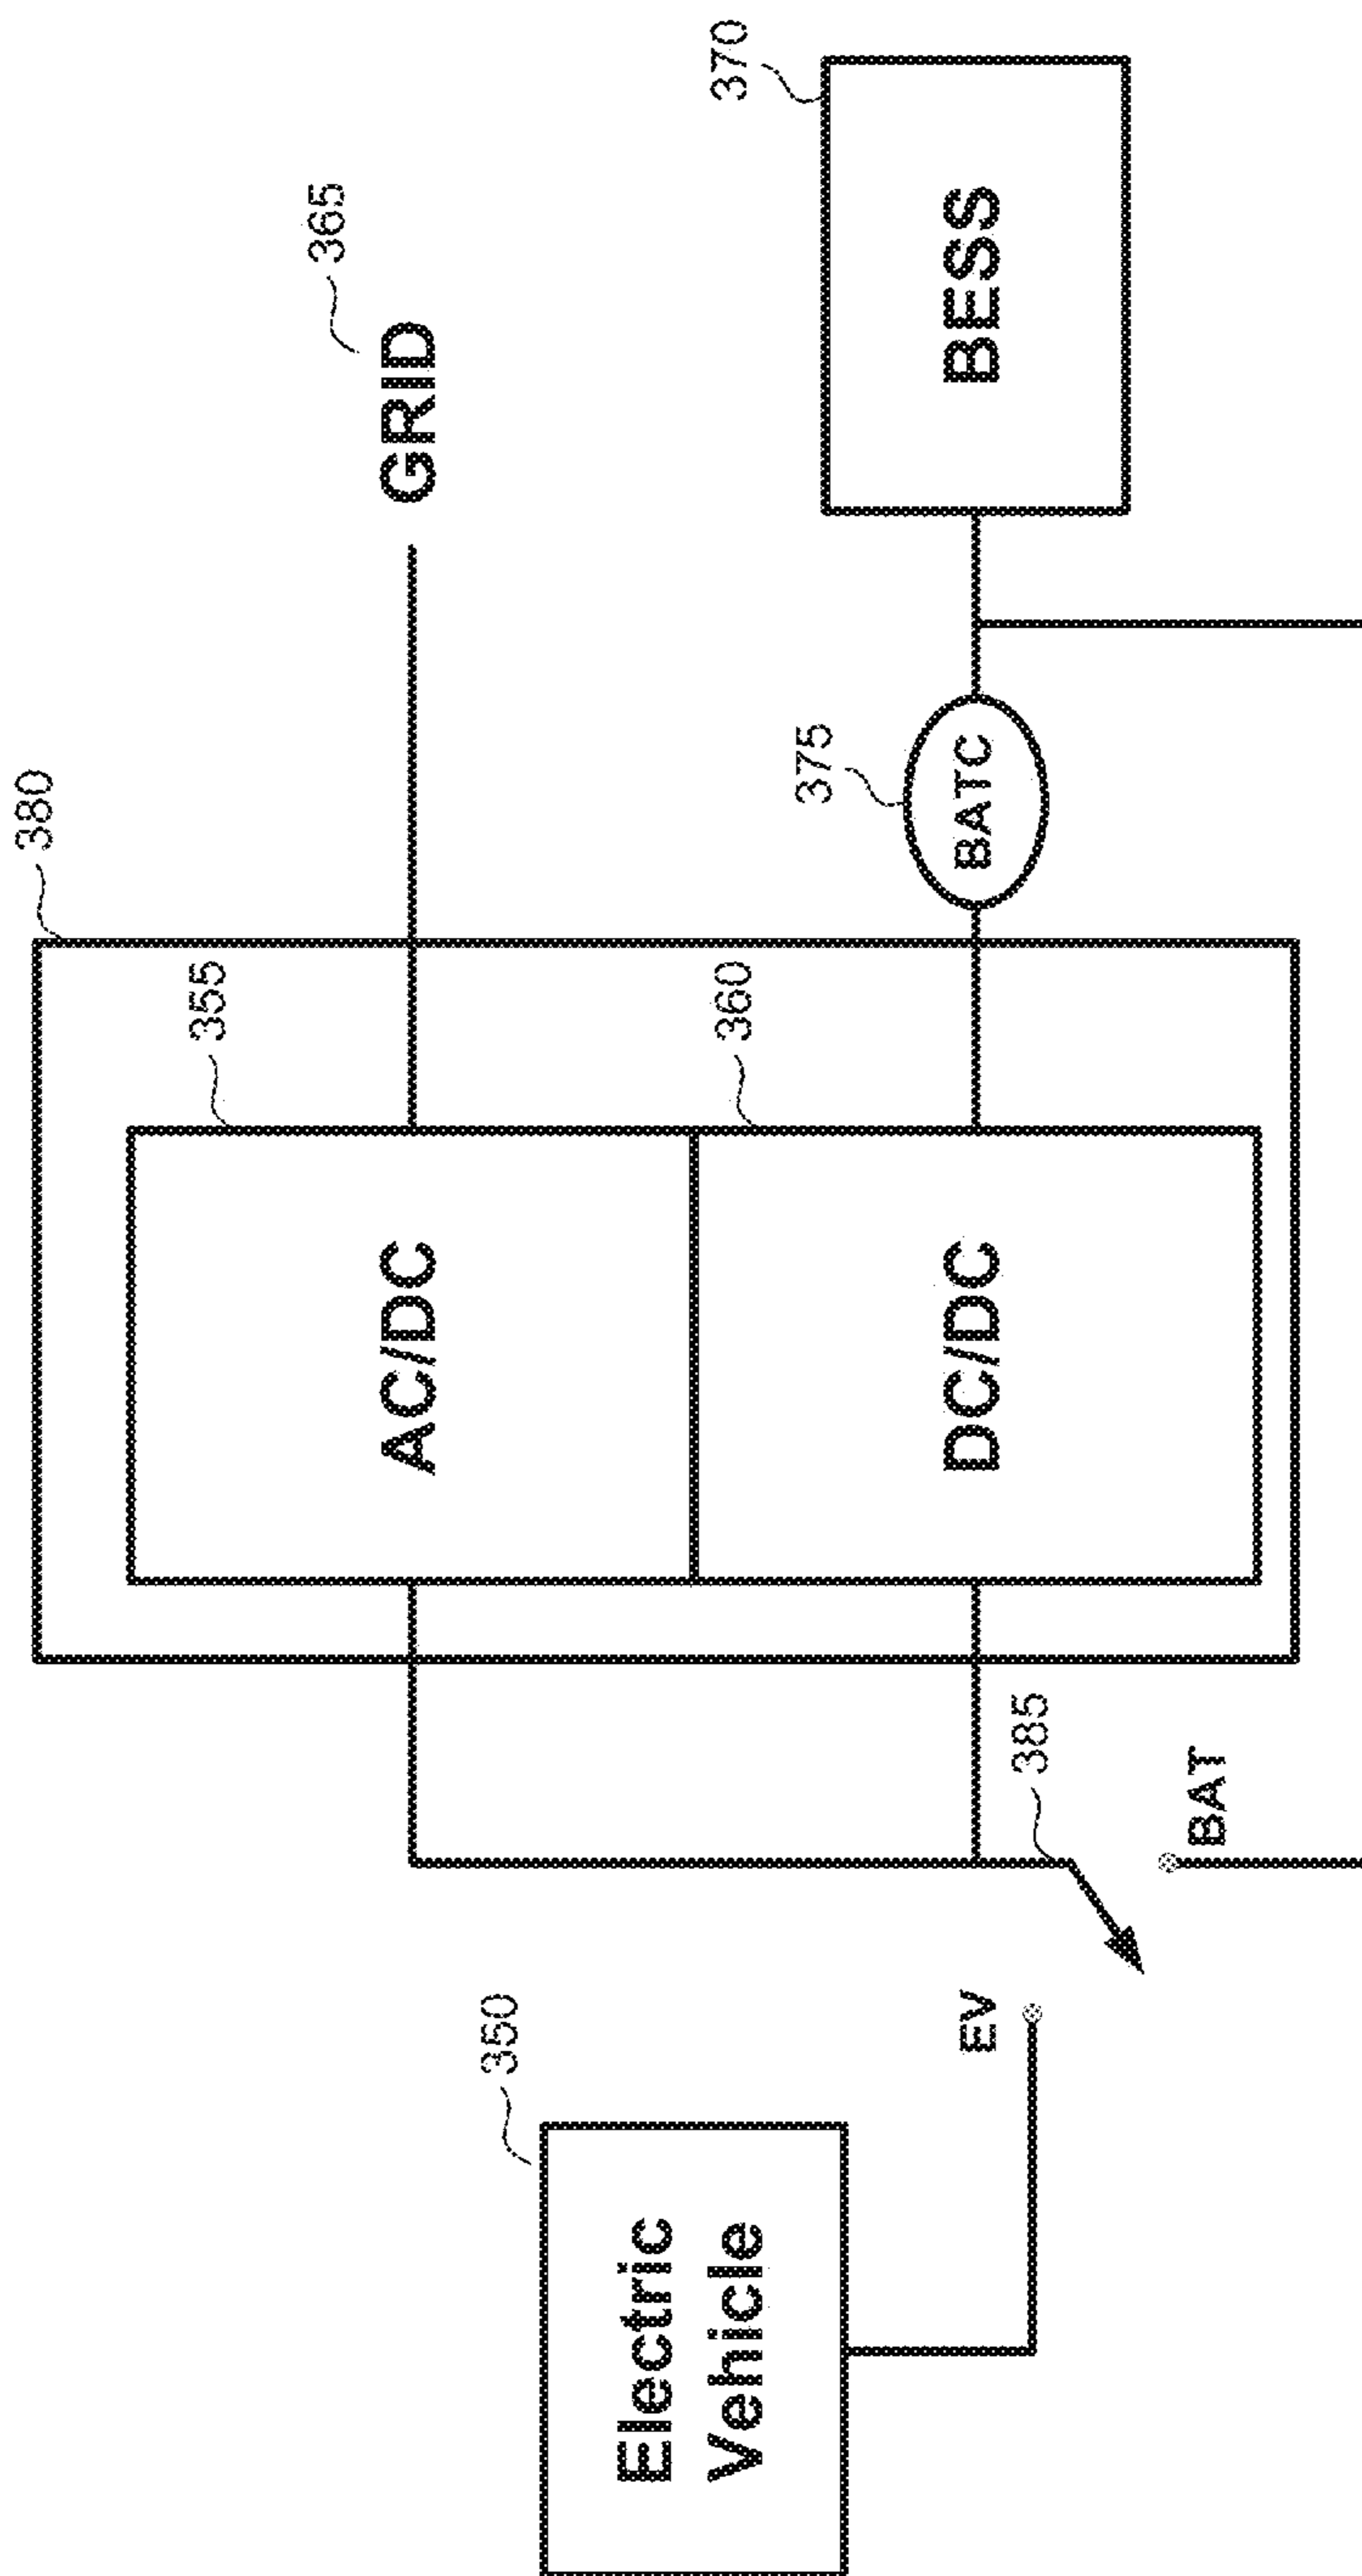 380
355
AC/DC
GRID
365
350
Electric
Vehicle
360
DC/DC
375
BATC
370
BESS
EV
385
BAT